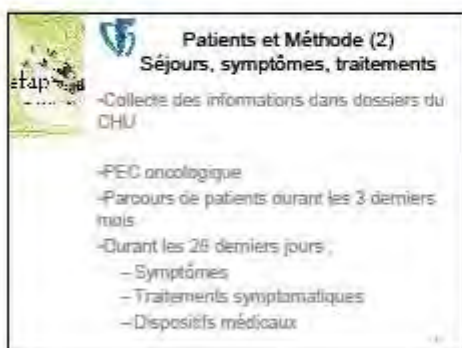 Patients et Méthode (2)
Séjours, symptômes, traitements
-Collecte des informations dans dossiers du
CHU
-PEC oncologique
-Parcours de patients durant les 3 derniers
mois
-Durant les 28 derniers jours :
– Symptômes
– Traitements symptomatiques
– Dispositifs médicaux